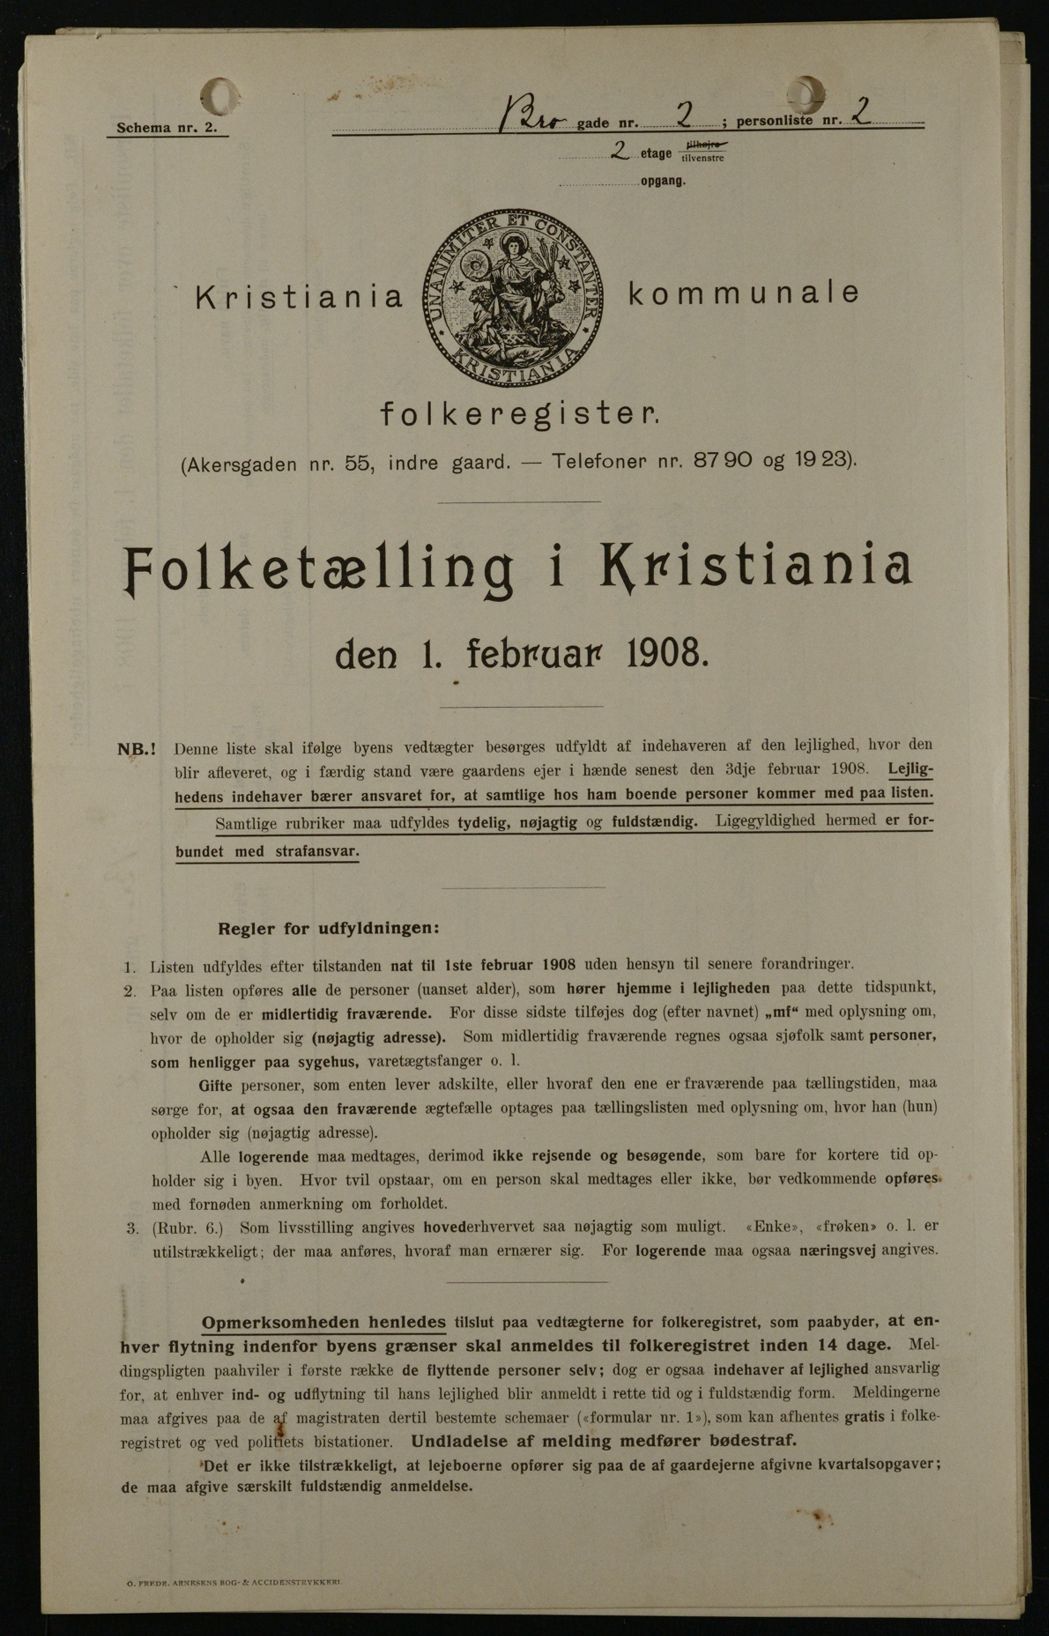 Schema nr. 2.
Bro gade nr. 2 ; personliste nr. 2
2 etage tilhøjre
tilvenstre
opgang.
UNANIMITER ET CONSTANTER
KRISTIANIA
Kristiania kommunale
folkeregister.
(Akersgaden nr. 55, indre gaard. — Telefoner nr. 87 90 og 19 23).
Folketælling i Kristiania
den 1. februar 1908.
NB.! Denne liste skal ifølge byens vedtægter besørges udfyldt af indehaveren af den lejlighed, hvor den
blir afleveret, og i færdig stand være gaardens ejer i hænde senest den 3dje februar 1908. Lejlig-
hedens indehaver bærer ansvaret for, at samtlige hos ham boende personer kommer med paa listen.
Samtlige rubriker maa udfyldes tydelig, nøjagtig og fuldstændig. Ligegyldighed hermed er for-
bundet med strafansvar.
Regler for udfyldningen:
1. Listen udfyldes efter tilstanden nat til 1ste februar 1908 uden hensyn til senere forandringer.
2. Paa listen opføres alle de personer (uanset alder), som hører hjemme i lejligheden paa dette tidspunkt,
selv om de er midlertidig fraværende. For disse sidste tilføjes dog (efter navnet) „mf“ med oplysning om,
hvor de opholder sig (nøjagtig adresse). Som midlertidig fraværende regnes ogsaa sjøfolk samt personer,
som henligger paa sygehus, varetægtsfanger o. l.
Gifte personer, som enten lever adskilte, eller hvoraf den ene er fraværende paa tællingstiden, maa
sørge for, at ogsaa den fraværende ægtefælle optages paa tællingslisten med oplysning om, hvor han (hun)
opholder sig (nøjagtig adresse).
Alle logerende maa medtages, derimod ikke rejsende og besøgende, som bare for kortere tid op-
holder sig i byen. Hvor tvil opstaar, om en person skal medtages eller ikke, bør vedkommende opføres
med fornøden anmerkning om forholdet.
3. (Rubr. 6.) Som livsstilling angives hovederhvervet saa nøjagtig som muligt. «Enke», «frøken» o. l. er
utilstrækkeligt; der maa anføres, hvoraf man ernærer sig. For logerende maa ogsaa næringsvej angives.
Opmerksomheden henledes tilslut paa vedtægterne for folkeregistret, som paabyder, at en-
hver flytning indenfor byens grænser skal anmeldes til folkeregistret inden 14 dage. Mel-
dingspligten paahviler i første række de flyttende personer selv; dog er ogsaa indehaver af lejlighed ansvarlig
for, at enhver ind- og udflytning til hans lejlighed blir anmeldt i rette tid og i fuldstændig form. Meldingerne
maa afgives paa de af magistraten dertil bestemte schemaer («formular nr. 1»), som kan afhentes gratis i folke-
registret og ved politiets bistationer. Undladelse af melding medfører bødestraf.
Det er ikke tilstrækkeligt, at lejeboerne opfører sig paa de af gaardejerne afgivne kvartalsopgaver;
de maa afgive særskilt fuldstændig anmeldelse.
O. FREDR. ARNESENS BOG- & ACCIDENSTRYKKERI.